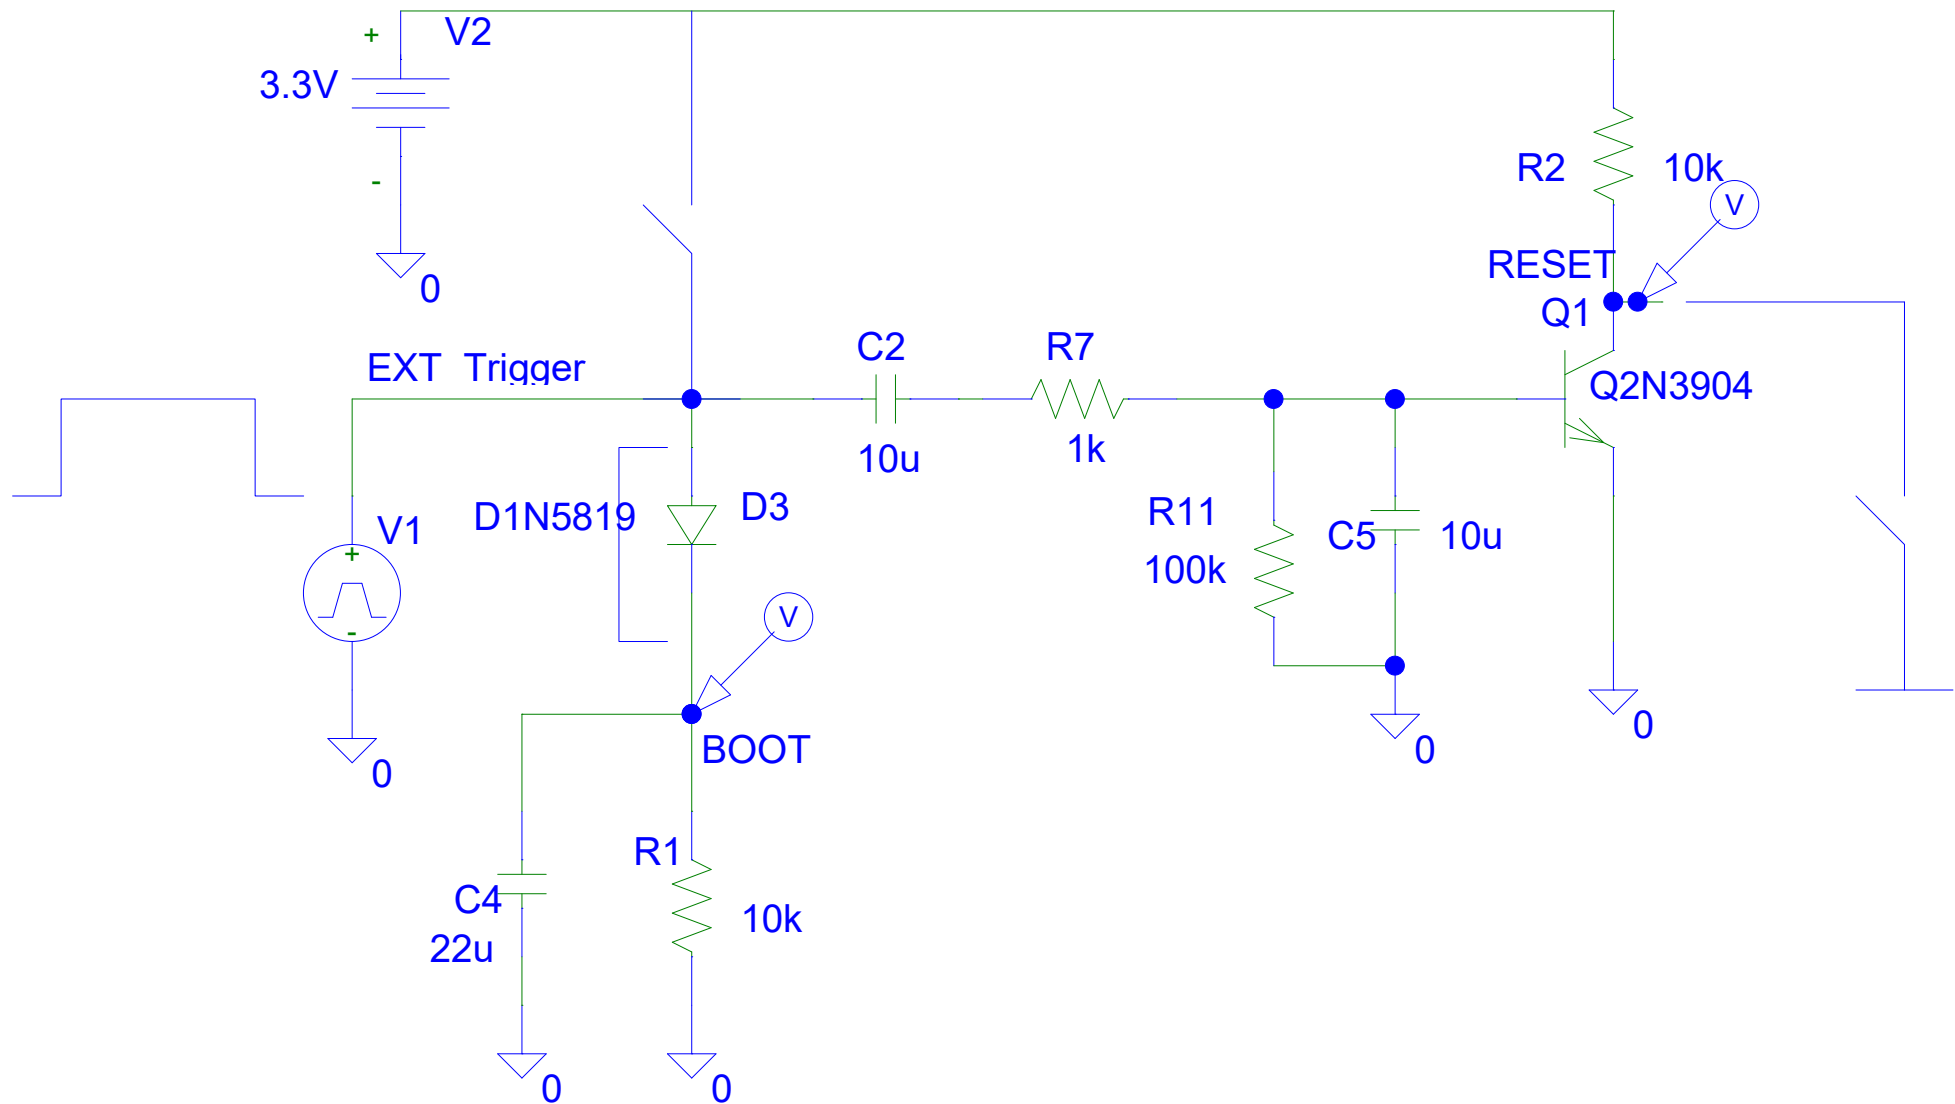 +
V2
3.3V
-
0
R2
10k
V
RESET
Q1
Q2N3904
EXT Trigger
C2
10u
R7
1k
V1
+
-
0
D1N5819
D3
V
BOOT
R11
100k
C5
10u
0
0
R1
10k
C4
22u
0
0